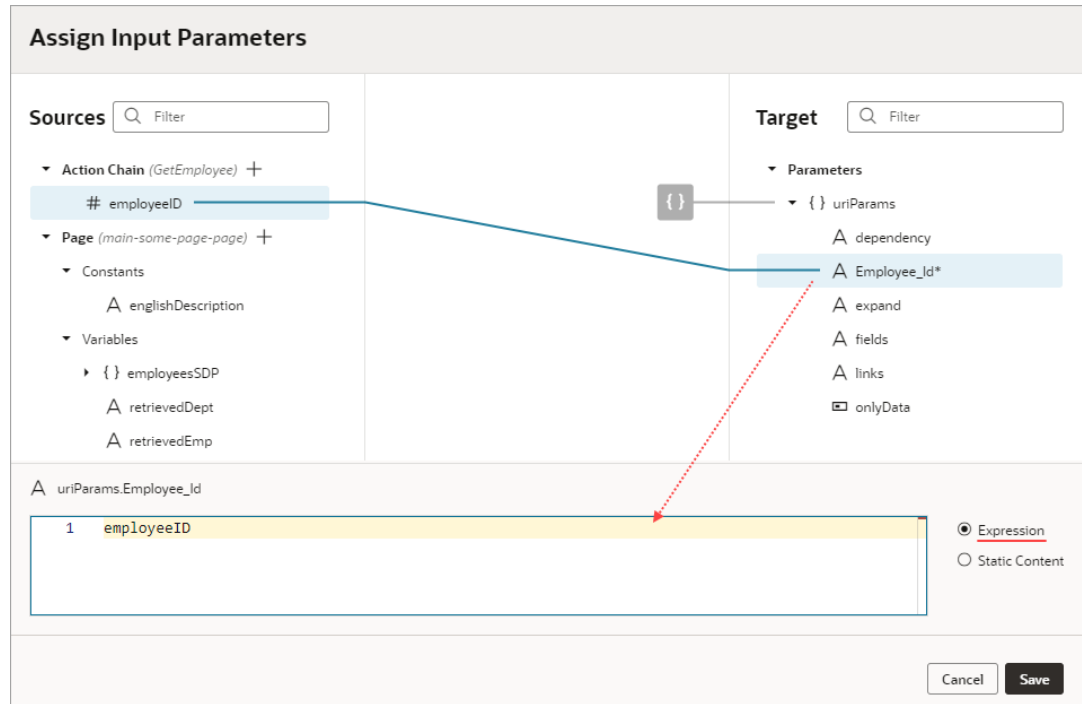 Assign Input Parameters
Sources
Filter
Action Chain (GetEmployee)
# employeeID
Page (main-some-page-page)
Constants
A englishDescription
Variables
{ } employeesSDP
A retrievedDept
A retrievedEmp
{ }
Target
Filter
Parameters
{ } uriParams
A dependency
A Employee_Id*
A expand
A fields
A links
onlyData
A uriParams.Employee_Id
1 employeeID
Expression
Static Content
Cancel
Save